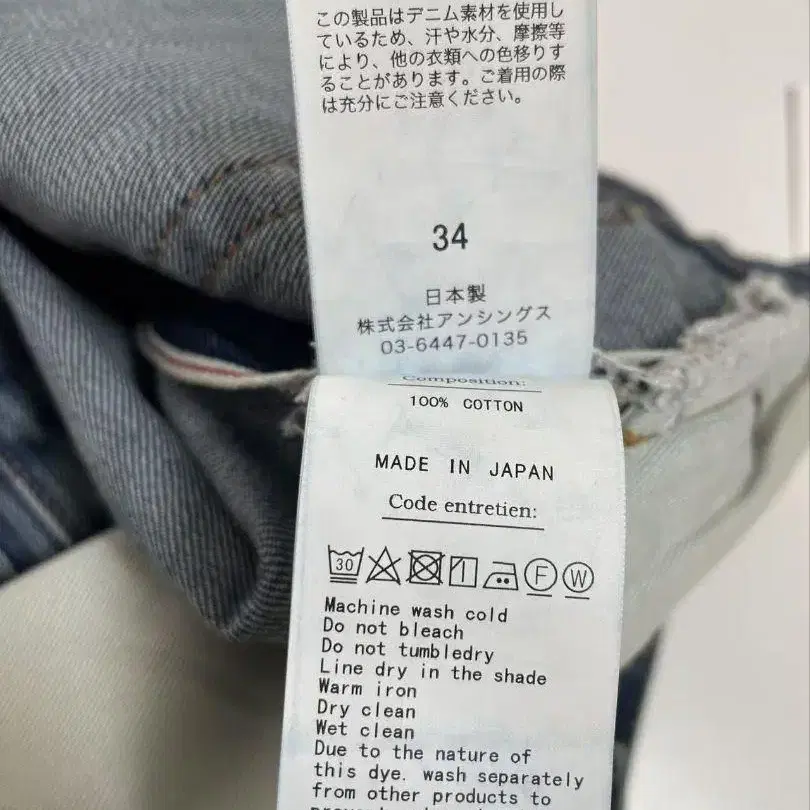 この製品はデニム素材を使用し
ているため、汗や水分、摩擦等
により、他の衣類への色移りす
ることがあります。ご着用の際
は充分にご注意ください。
34
日本製
株式会社アンシングス
03-6447-0135
Composition:
100% COTTON
MADE IN JAPAN
Code entretien:
30 F W
Machine wash cold
Do not bleach
Do not tumbledry
Line dry in the shade
Warm iron
Dry clean
Wet clean
Due to the nature of
this dye. wash separately
from other products to